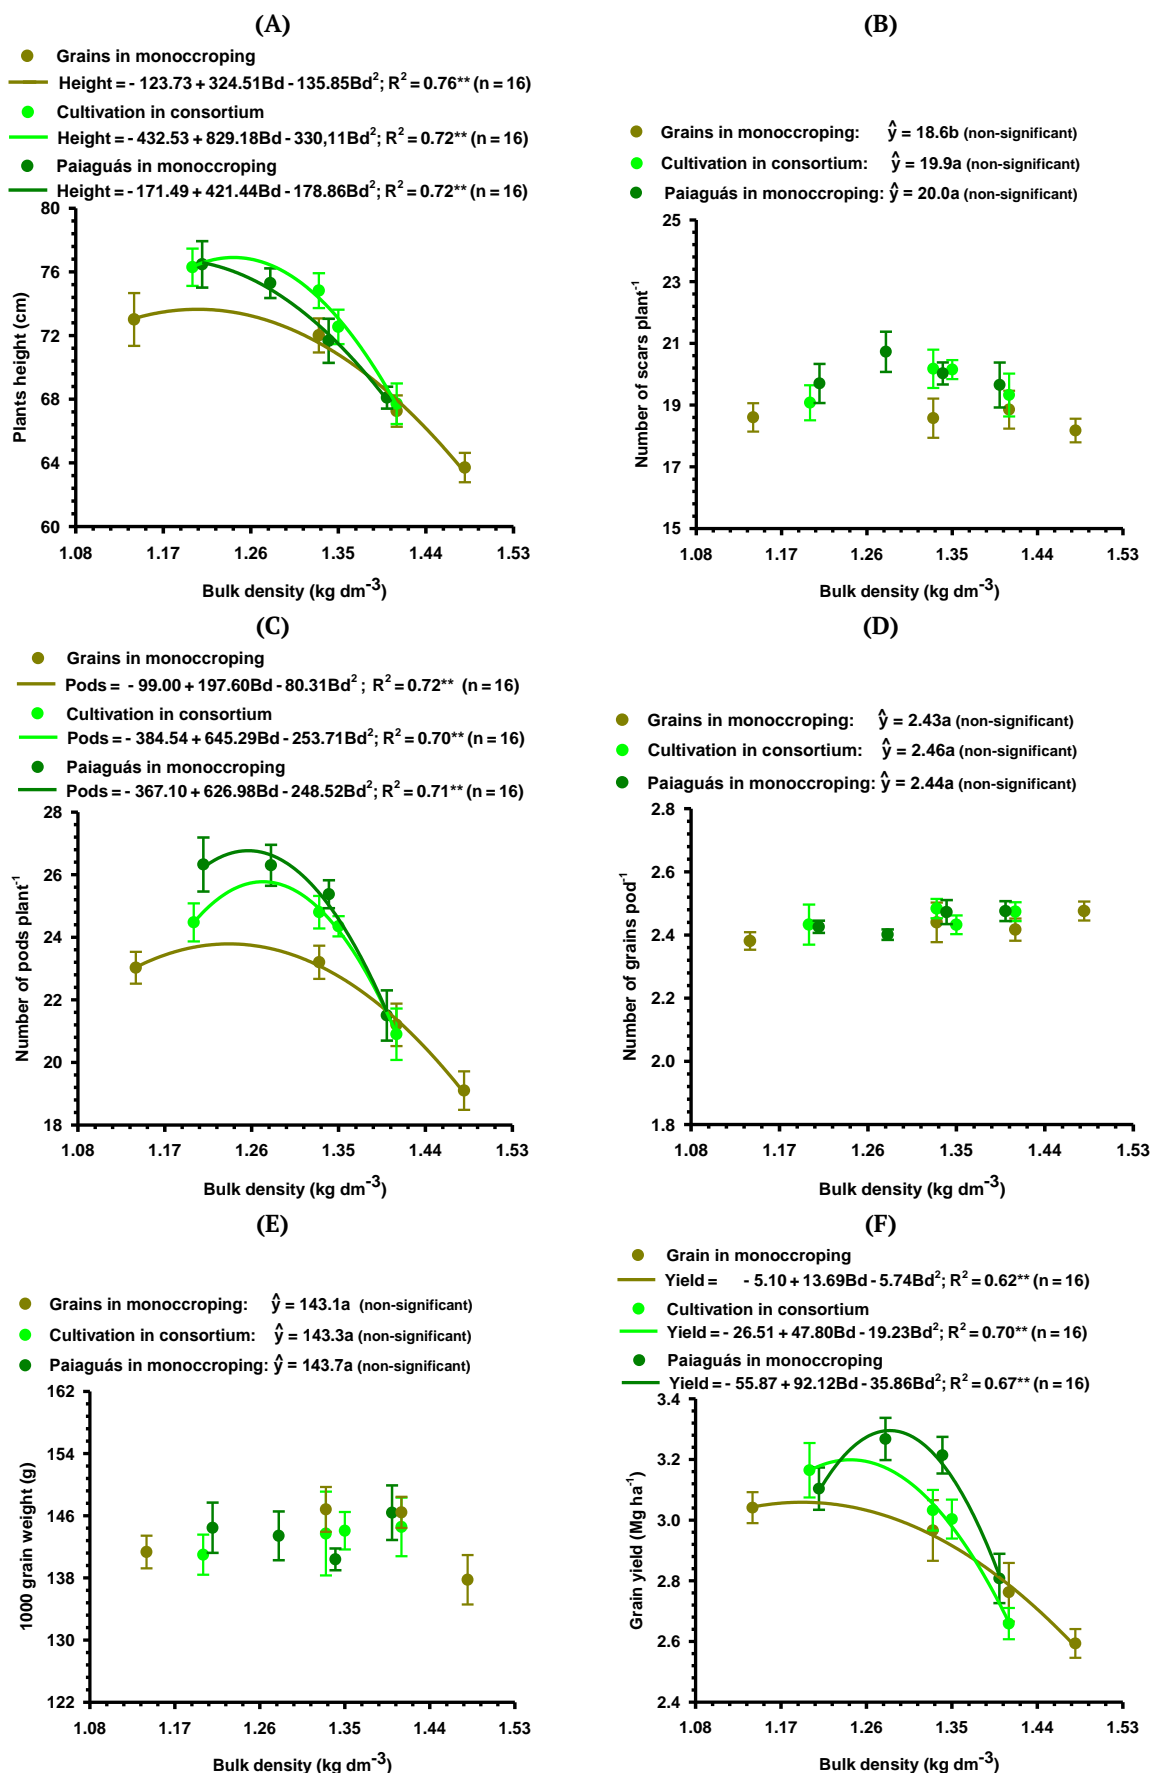 (A)
Grains in monoccroping
Height = - 123.73 + 324.51Bd - 135.85Bd²; R² = 0.76** (n = 16)
Cultivation in consortium
Height = - 432.53 + 829.18Bd - 330,11Bd²; R² = 0.72** (n = 16)
Paiaguás in monoccroping
Height = -171.49 + 421.44Bd - 178.86Bd²; R² = 0.72** (n = 16)
80
76
72
68
64
60
Plants height (cm)
1.08 1.17 1.26 1.35 1.44 1.53
Bulk density (kg dm⁻³)
(B)
Grains in monoccroping: ŷ = 18.6b (non-significant)
Cultivation in consortium: ŷ = 19.9a (non-significant)
Paiaguás in monoccroping: ŷ = 20.0a (non-significant)
25
23
21
19
17
15
Number of scars plant⁻¹
1.08 1.17 1.26 1.35 1.44 1.53
Bulk density (kg dm⁻³)
(C)
Grains in monoccroping
Pods = - 99.00 + 197.60Bd - 80.31Bd² ; R² = 0.72** (n = 16)
Cultivation in consortium
Pods = - 384.54 + 645.29Bd - 253.71Bd²; R² = 0.70** (n = 16)
Paiaguás in monoccroping
Pods = - 367.10 + 626.98Bd - 248.52Bd²; R² = 0.71** (n = 16)
28
26
24
22
20
18
Number of pods plant⁻¹
1.08 1.17 1.26 1.35 1.44 1.53
Bulk density (kg dm⁻³)
(D)
Grains in monoccroping: ŷ = 2.43a (non-significant)
Cultivation in consortium: ŷ = 2.46a (non-significant)
Paiaguás in monoccroping: ŷ = 2.44a (non-significant)
2.8
2.6
2.4
2.2
2.0
1.8
Number of grains pod⁻¹
1.08 1.17 1.26 1.35 1.44 1.53
Bulk density (kg dm⁻³)
(E)
Grains in monoccroping: ŷ = 143.1a (non-significant)
Cultivation in consortium: ŷ = 143.3a (non-significant)
Paiaguás in monoccroping: ŷ = 143.7a (non-significant)
162
154
146
138
130
122
1000 grain weight (g)
1.08 1.17 1.26 1.35 1.44 1.53
Bulk density (kg dm⁻³)
(F)
Grain in monoccroping
Yield = - 5.10 + 13.69Bd - 5.74Bd²; R² = 0.62** (n = 16)
Cultivation in consortium
Yield = - 26.51 + 47.80Bd - 19.23Bd²; R² = 0.70** (n = 16)
Paiaguás in monoccroping
Yield = - 55.87 + 92.12Bd - 35.86Bd²; R² = 0.67** (n = 16)
3.4
3.2
3.0
2.8
2.6
2.4
Grain yield (Mg ha⁻¹)
1.08 1.17 1.26 1.35 1.44 1.53
Bulk density (kg dm⁻³)